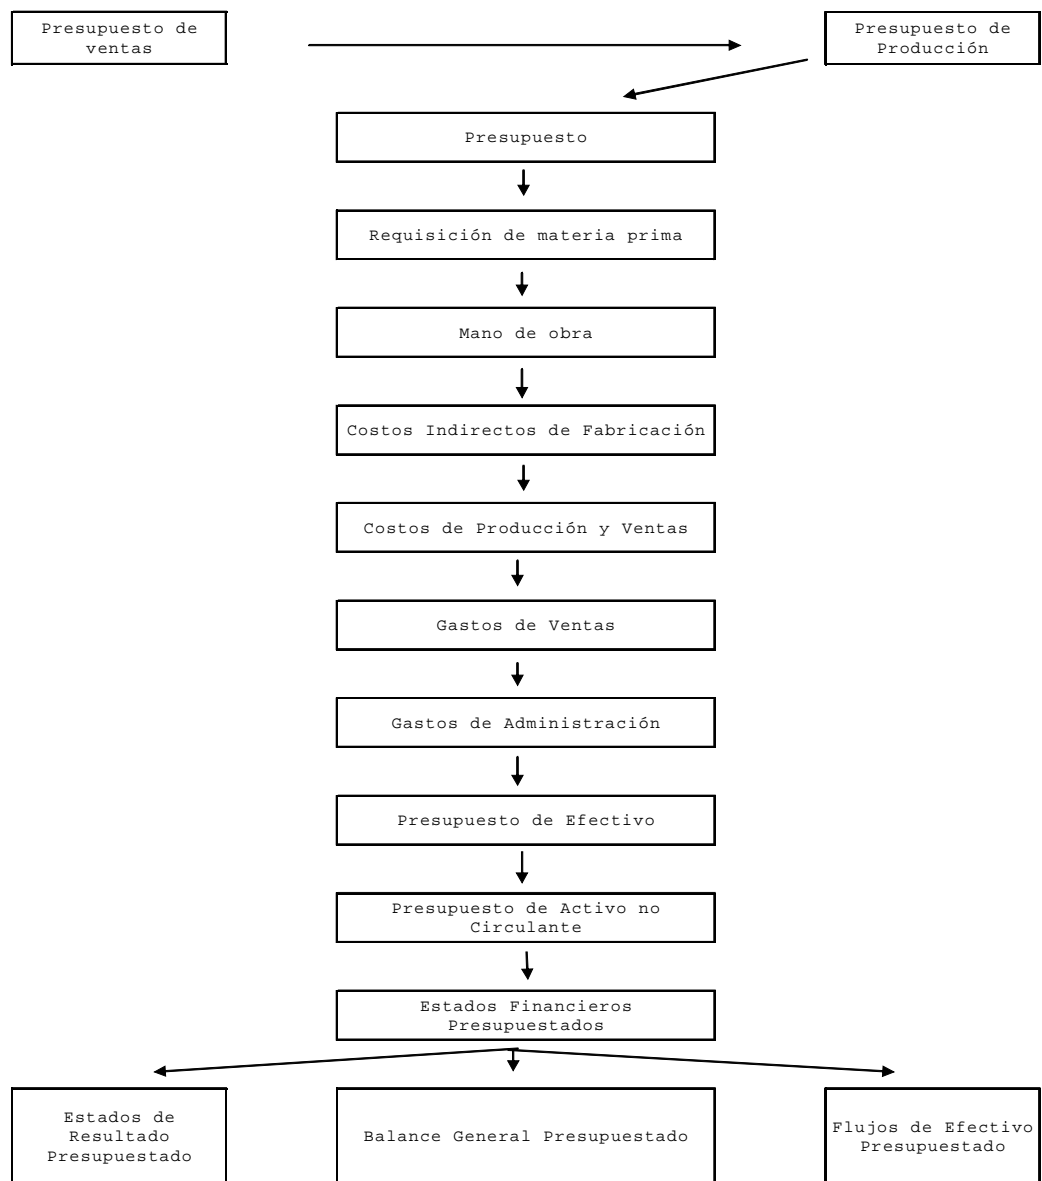 Presupuesto de
ventas
Presupuesto de
Producción
Presupuesto
Requisición de materia prima
Mano de obra
Costos Indirectos de Fabricación
Costos de Producción y Ventas
Gastos de Ventas
Gastos de Administración
Presupuesto de Efectivo
Presupuesto de Activo no
Circulante
Estados Financieros
Presupuestados
Estados de
Resultado
Presupuestado
Balance General Presupuestado
Flujos de Efectivo
Presupuestado